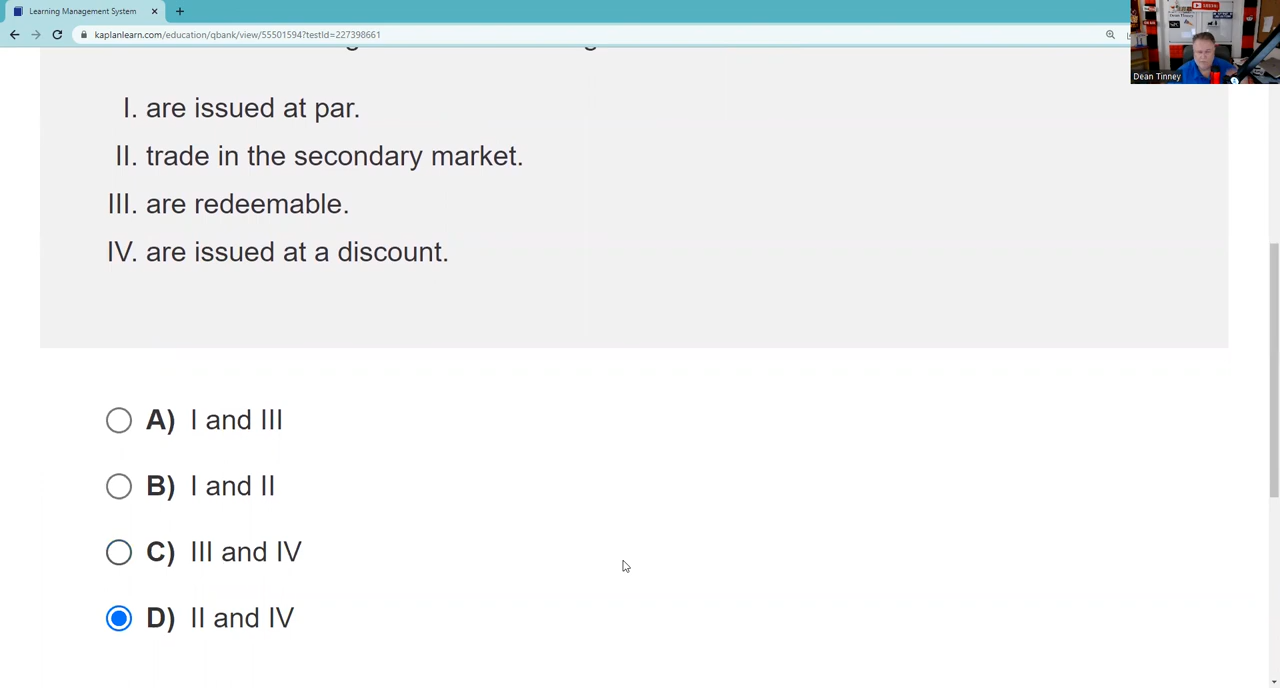 Learning Management System
kaplanlearn.com/education/qbank/view/55501594?testId=227398661
Dean Tinney
I. are issued at par.
II. trade in the secondary market.
III. are redeemable.
IV. are issued at a discount.
A) I and III
B) I and II
C) III and IV
D) II and IV